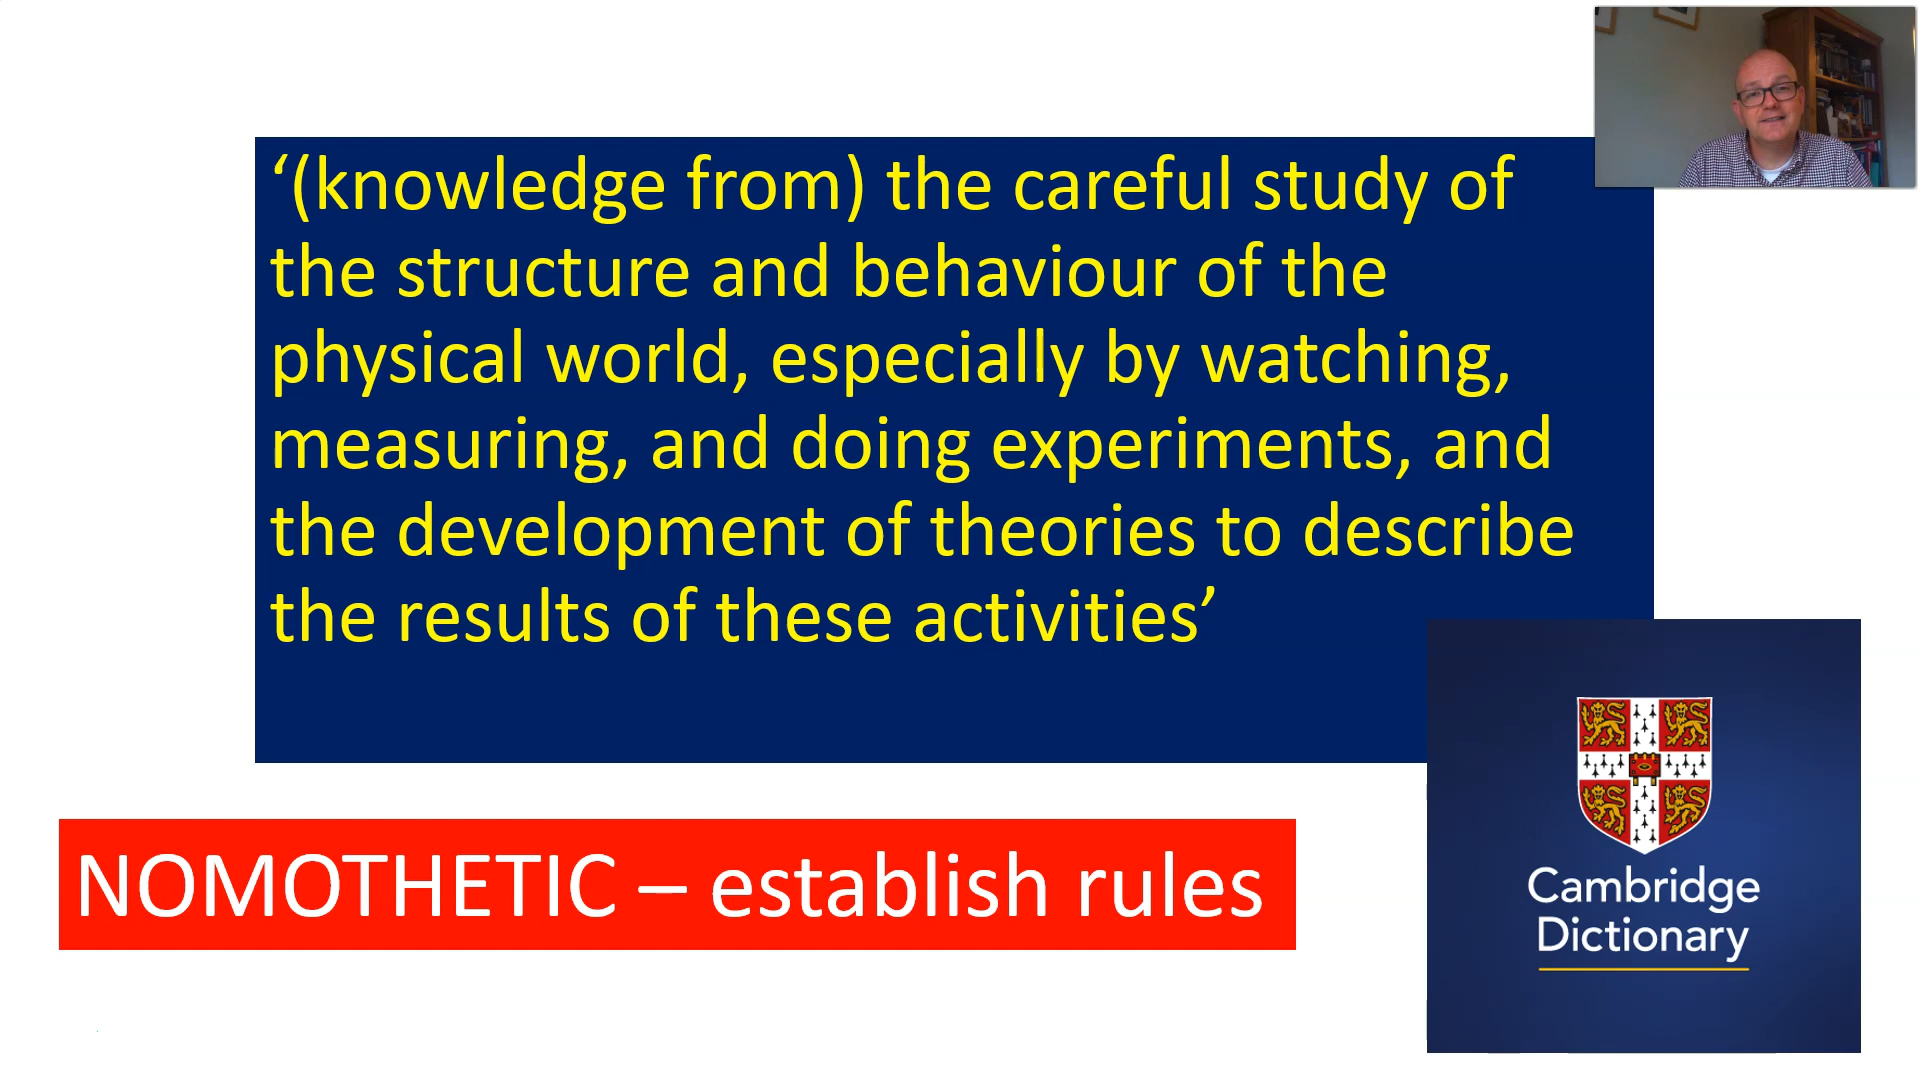 ‘(knowledge from) the careful study of
the structure and behaviour of the
physical world, especially by watching,
measuring, and doing experiments, and
the development of theories to describe
the results of these activities’
NOMOTHETIC – establish rules
Cambridge
Dictionary